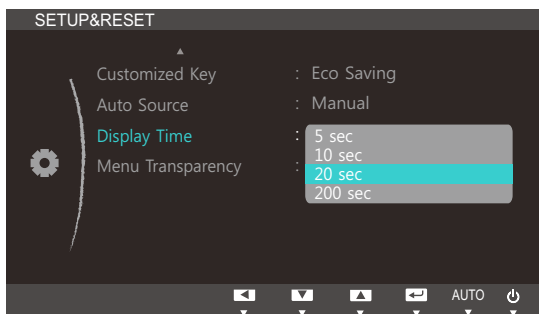 SETUP&RESET
Customized Key : Eco Saving
Auto Source : Manual
Display Time : 5 sec
10 sec
Menu Transparency : 20 sec
200 sec
AUTO